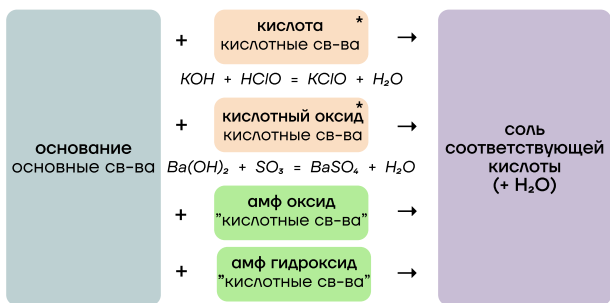 основание
основные св-ва
+
кислота*
кислотные св-ва
→
KOH + HClO = KClO + H₂O
+
кислотный оксид*
кислотные св-ва
→
Ba(OH)₂ + SO₃ = BaSO₄ + H₂O
+
амф оксид
”кислотные св-ва”
→
+
амф гидроксид
”кислотные св-ва”
→
соль
соответствующей
кислоты
(+ H₂O)